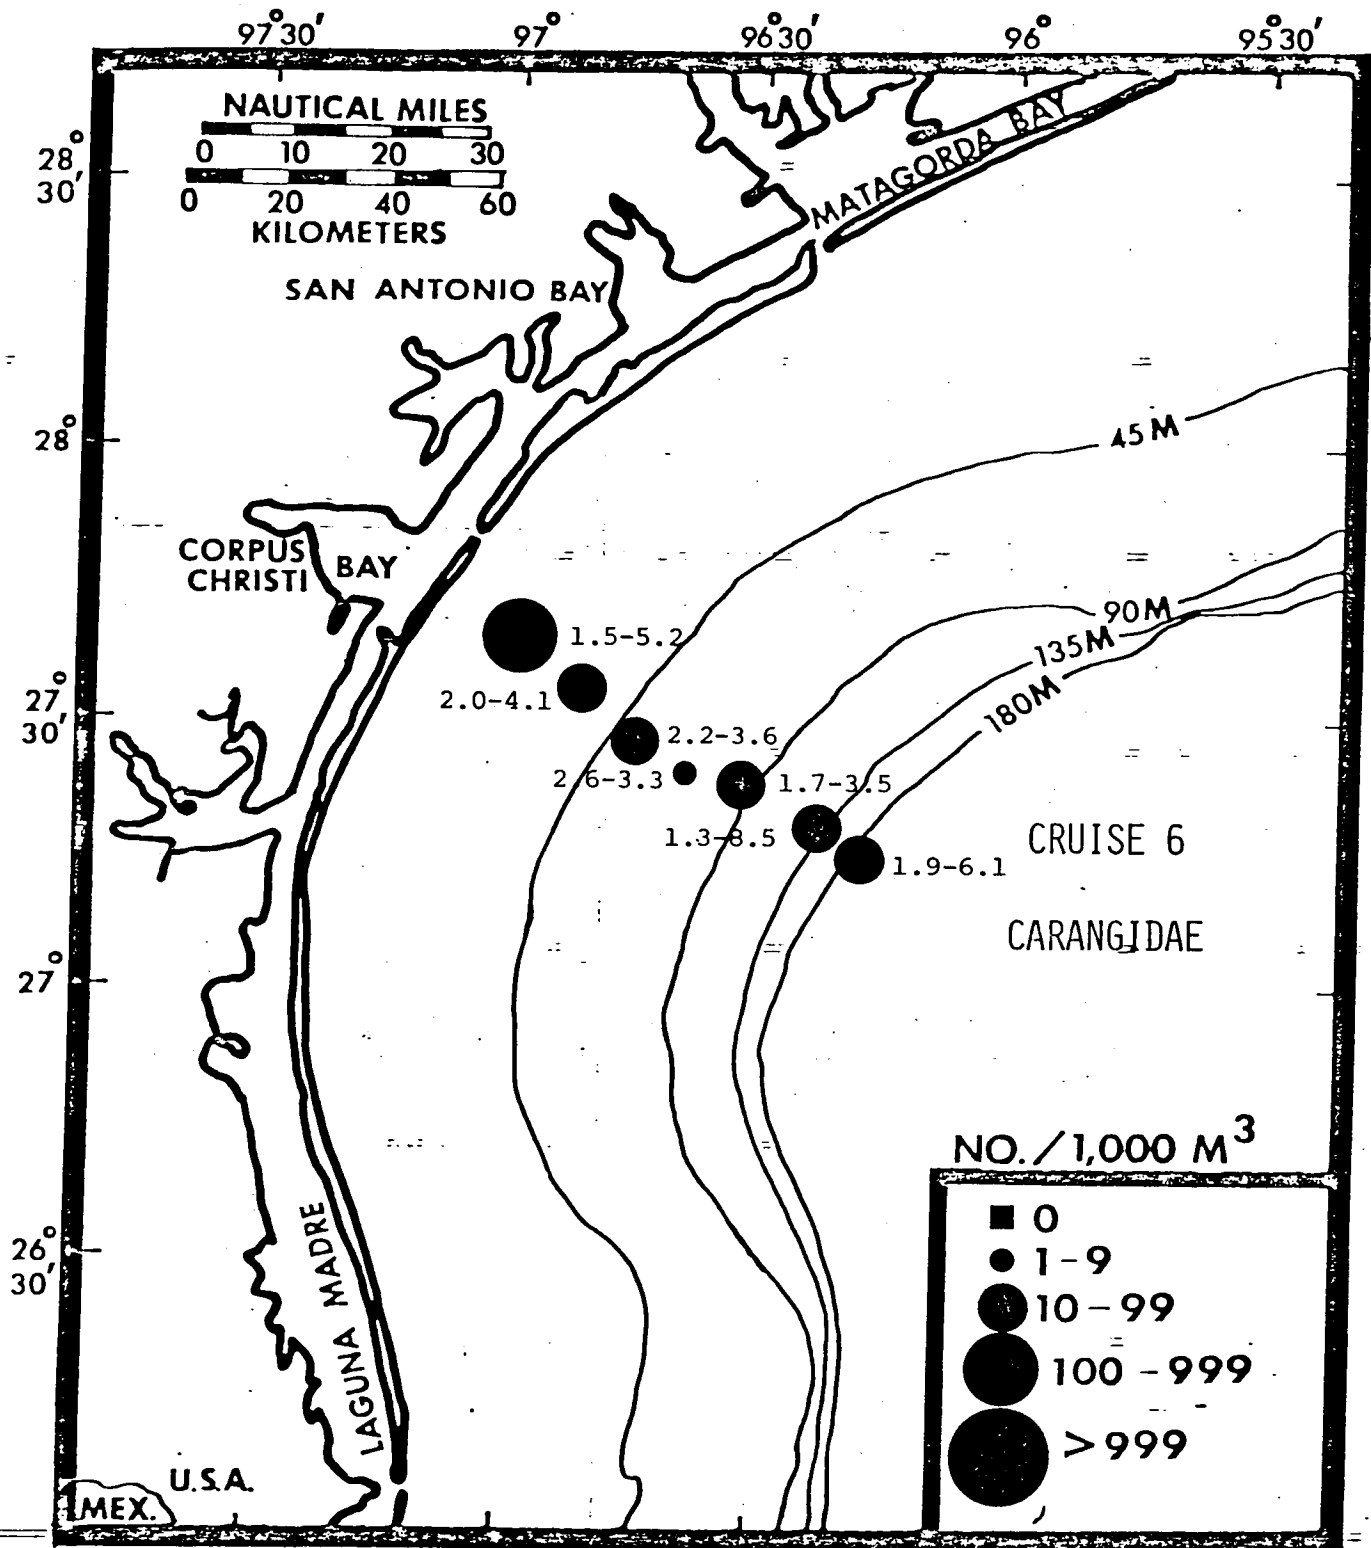 97°30' 97° 96°30' 96° 95°30'
NAUTICAL MILES
0 10 20 30
0 20 40 60
KILOMETERS
28°
30'
MATAGORDA BAY
SAN ANTONIO BAY
28°
45M
CORPUS
CHRISTI BAY
90M
135M
180M
1.5-5.2
27°
30'
2.0-4.1
2.2-3.6
2.6-3.3
1.7-3.5
1.3-8.5
1.9-6.1
CRUISE 6
CARANGIDAE
27°
NO./1,000 M³
0
1-9
10-99
100-999
>999
26°
30'
LAGUNA MADRE
U.S.A.
MEX.